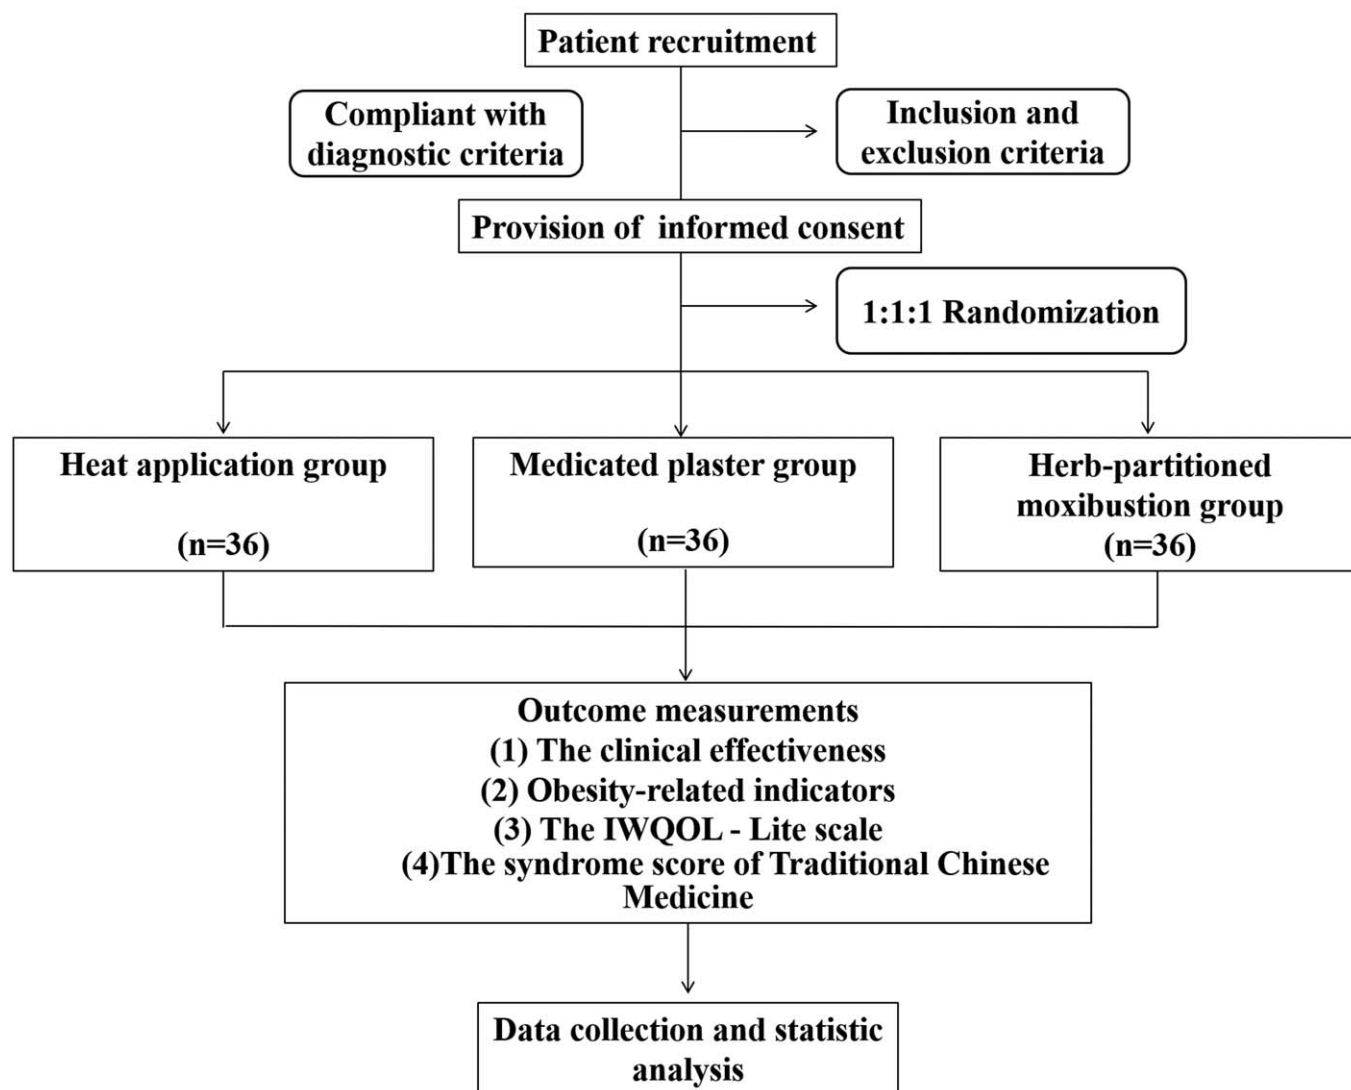 Patient recruitment
Compliant with
diagnostic criteria
Inclusion and
exclusion criteria
Provision of informed consent
1:1:1 Randomization
Heat application group
(n=36)
Medicated plaster group
(n=36)
Herb-partitioned
moxibustion group
(n=36)
Outcome measurements
(1) The clinical effectiveness
(2) Obesity-related indicators
(3) The IWQOL - Lite scale
(4)The syndrome score of Traditional Chinese
Medicine
Data collection and statistic
analysis